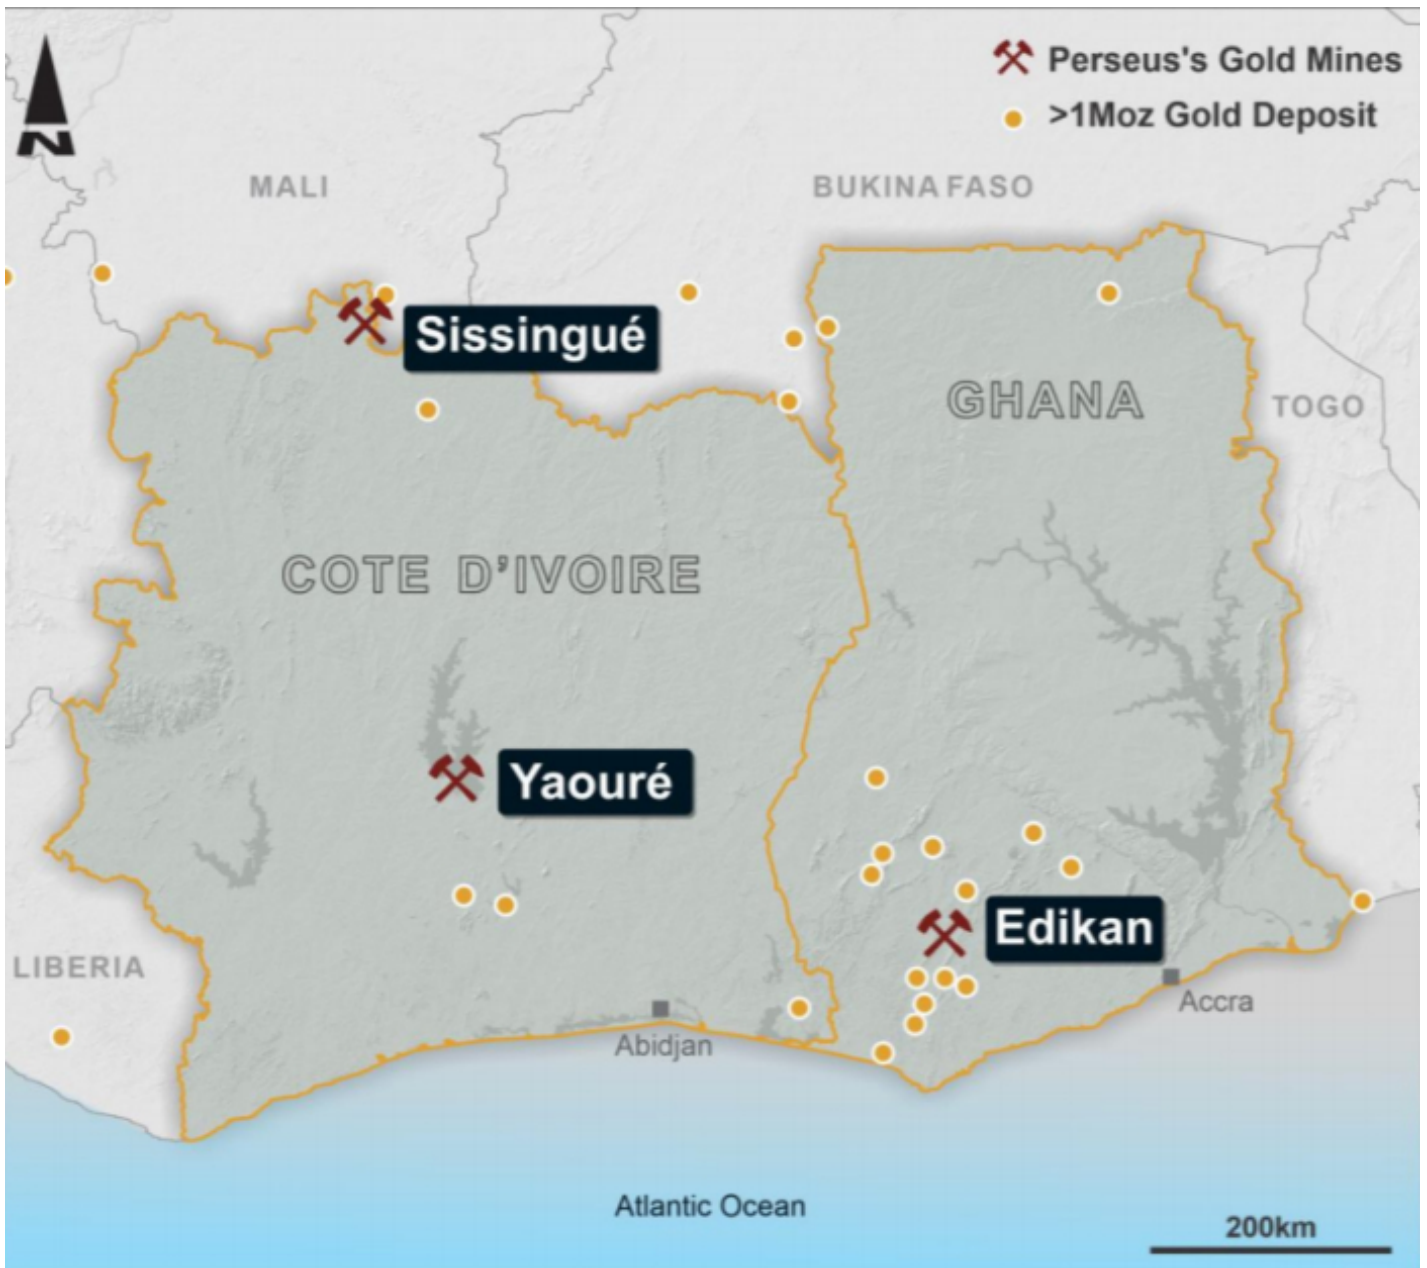 Perseus's Gold Mines
>1Moz Gold Deposit
N
MALI
BUKINA FASO
Sissingué
GHANA
TOGO
COTE D'IVOIRE
Yaouré
Edikan
LIBERIA
Accra
Abidjan
Atlantic Ocean
200km